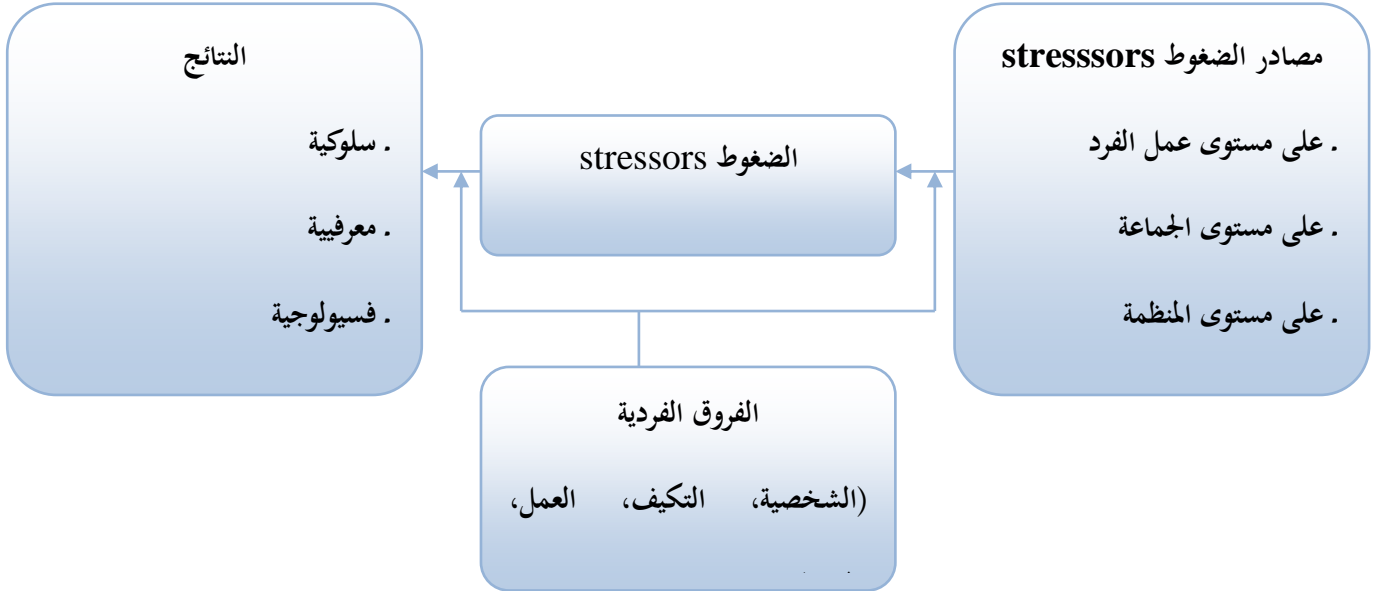 مصادر الضغوط stresssors
. على مستوى عمل الفرد
. على مستوى الجماعة
. على مستوى المنظمة
الضغوط stressors
النتائج
. سلوكية
. معرفيية
. فسيولوجية
الفروق الفردية
(الشخصية، التكيف، العمل،